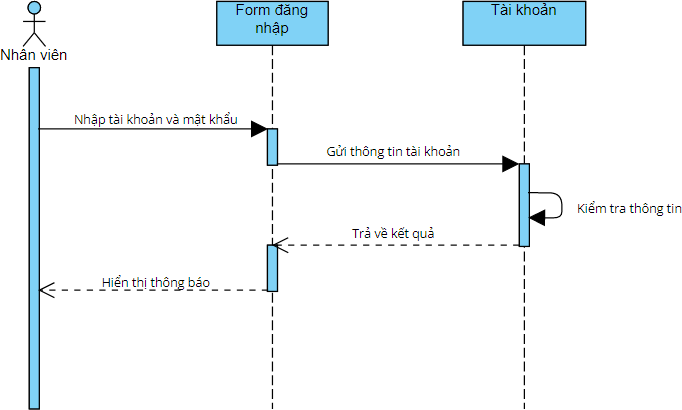 Form đăng
nhập
Tài khoản
Nhân viên
Nhập tài khoản và mật khẩu
Gửi thông tin tài khoản
Kiểm tra thông tin
Trả về kết quả
Hiển thị thông báo